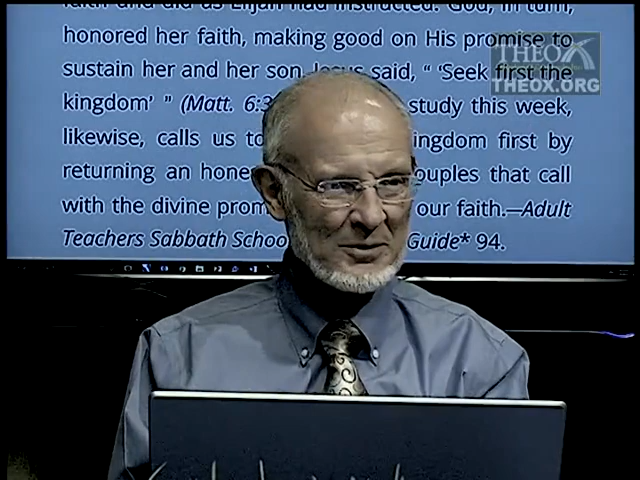 faith and did as Elijah had instructed. God, in turn,
honored her faith, making good on His promise to
sustain her and her son. Jesus said, " 'Seek first the
kingdom' " (Matt. 6:3 study this week,
likewise, calls us to ingdom first by
returning an hone ouples that call
with the divine prom our faith.—Adult
Teachers Sabbath Schoo Guide* 94.
THEOX
THEOX.ORG